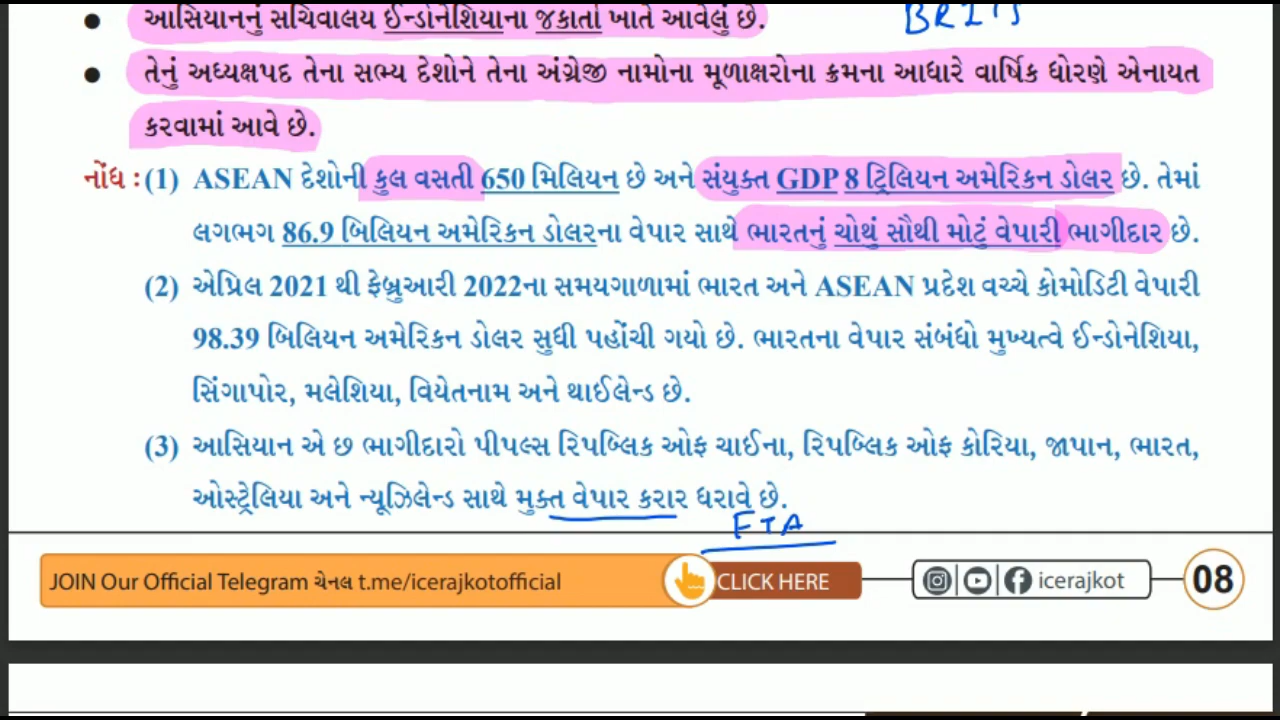 આસિયાનનું સચિવાલય ઈન્ડોનેશિયાના જકાર્તા ખાતે આવેલું છે.
તેનું અધ્યક્ષપદ તેના સભ્ય દેશોને તેના અંગ્રેજી નામોના મૂળાક્ષરોના ક્રમના આધારે વાર્ષિક ધોરણે એનાયત
કરવામાં આવે છે.
નોંધ : (1) ASEAN દેશોની કુલ વસતી 650 મિલિયન છે અને સંયુક્ત GDP 8 ટ્રિલિયન અમેરિકન ડોલર છે. તેમાં
લગભગ 86.9 બિલિયન અમેરિકન ડોલરના વેપાર સાથે ભારતનું ચોથું સૌથી મોટું વેપારી ભાગીદાર છે.
(2) એપ્રિલ 2021 થી ફેબ્રુઆરી 2022ના સમયગાળામાં ભારત અને ASEAN પ્રદેશ વચ્ચે કોમોડિટી વેપારી
98.39 બિલિયન અમેરિકન ડોલર સુધી પહોંચી ગયો છે. ભારતના વેપાર સંબંધો મુખ્યત્વે ઈન્ડોનેશિયા,
સિંગાપોર, મલેશિયા, વિયેતનામ અને થાઈલેન્ડ છે.
(3) આસિયાન એ છ ભાગીદારો પીપલ્સ રિપબ્લિક ઓફ ચાઈના, રિપબ્લિક ઓફ કોરિયા, જાપાન, ભારત,
ઓસ્ટ્રેલિયા અને ન્યૂઝિલેન્ડ સાથે મુક્ત વેપાર કરાર ધરાવે છે.
FTA
JOIN Our Official Telegram ચેનલ t.me/icerajkotofficial CLICK HERE icerajkot 08